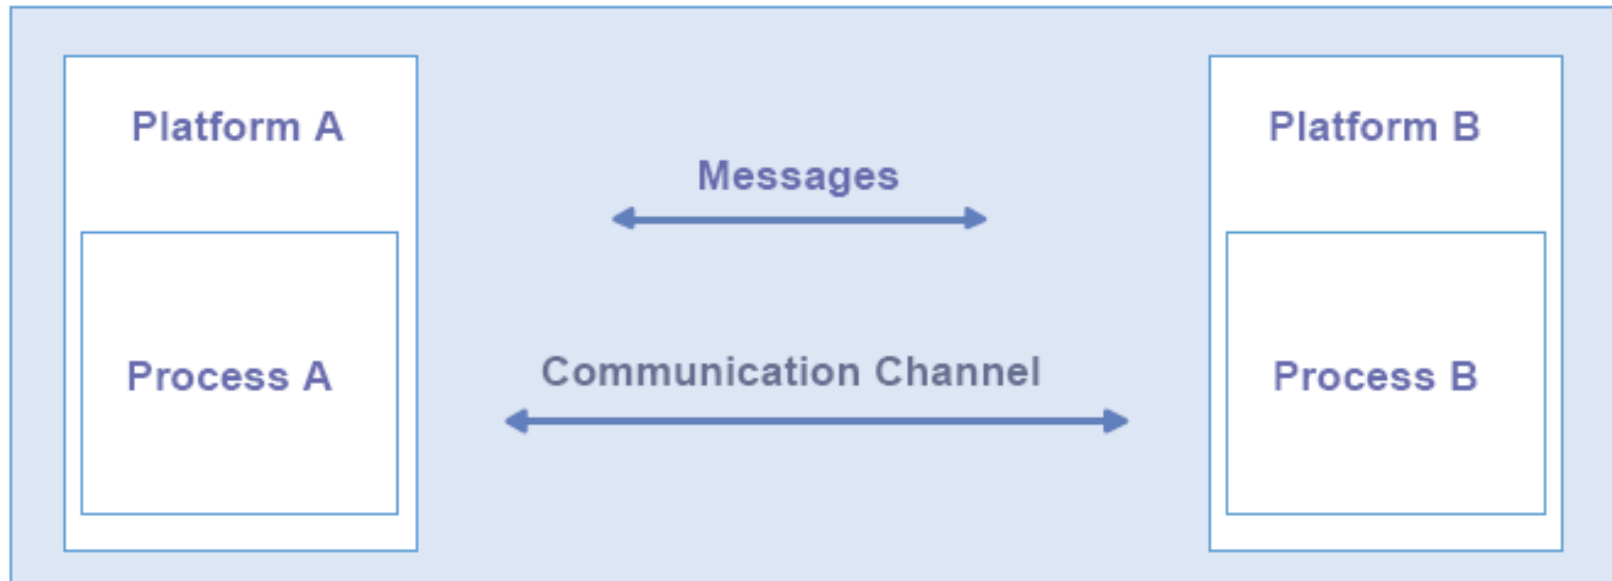 Platform A
Platform B
Messages
Communication Channel
Process A
Process B